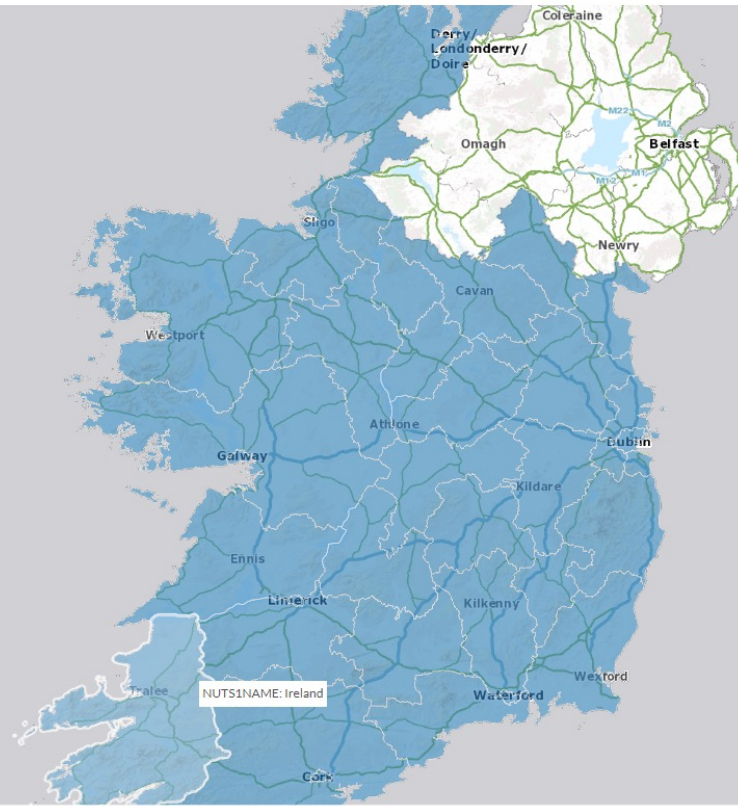 Coleraine
Derry/
Londonderry/
Doire
M22
M2
Omagh
Belfast
M12
M1
Sligo
Newry
Cavan
Westport
Athlone
Dublin
Galway
Kildare
Ennis
Limerick
Kilkenny
Wexford
Tralee
NUTS1NAME: Ireland
Waterford
Cork